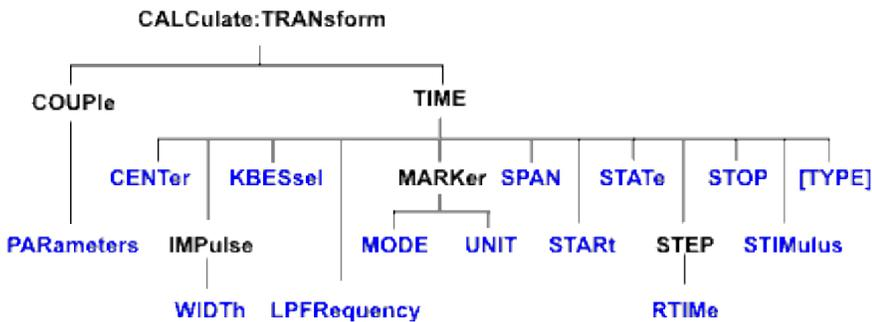 CALCulate:TRANsform
COUPle TIME
CENTer KBESsel MARKer SPAN STATe STOP [TYPE]
PARameters IMPulse MODE UNIT STARt STEP STIMulus
WIDTh LPFRequency RTIMe